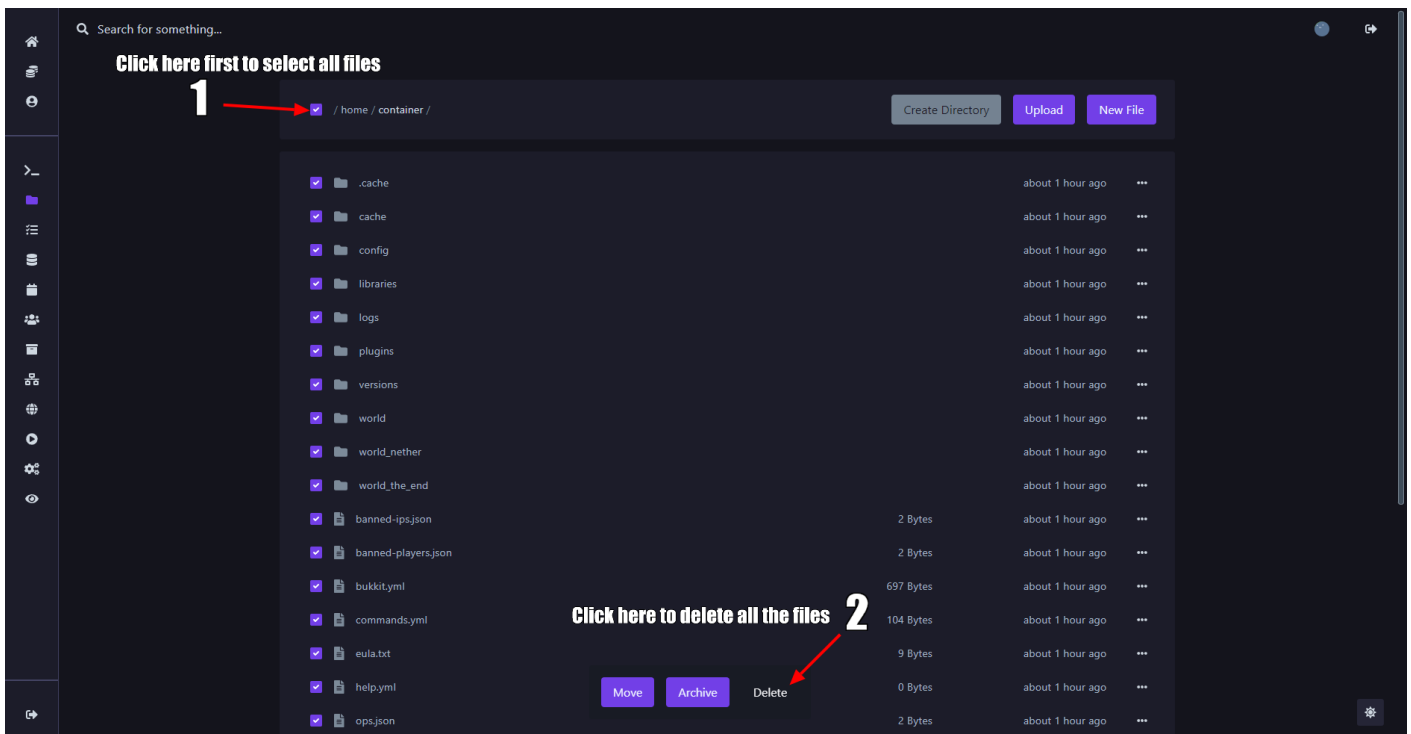 Search for something...
Click here first to select all files
1
/ home / container /
Create Directory
Upload
New File
.cache about 1 hour ago
cache about 1 hour ago
config about 1 hour ago
libraries about 1 hour ago
logs about 1 hour ago
plugins about 1 hour ago
versions about 1 hour ago
world about 1 hour ago
world_nether about 1 hour ago
world_the_end about 1 hour ago
banned-ips.json 2 Bytes about 1 hour ago
banned-players.json 2 Bytes about 1 hour ago
bukkit.yml 697 Bytes about 1 hour ago
Click here to delete all the files 2
commands.yml 104 Bytes about 1 hour ago
eula.txt 9 Bytes about 1 hour ago
help.yml 0 Bytes about 1 hour ago
Move
Archive
Delete
ops.json 2 Bytes about 1 hour ago